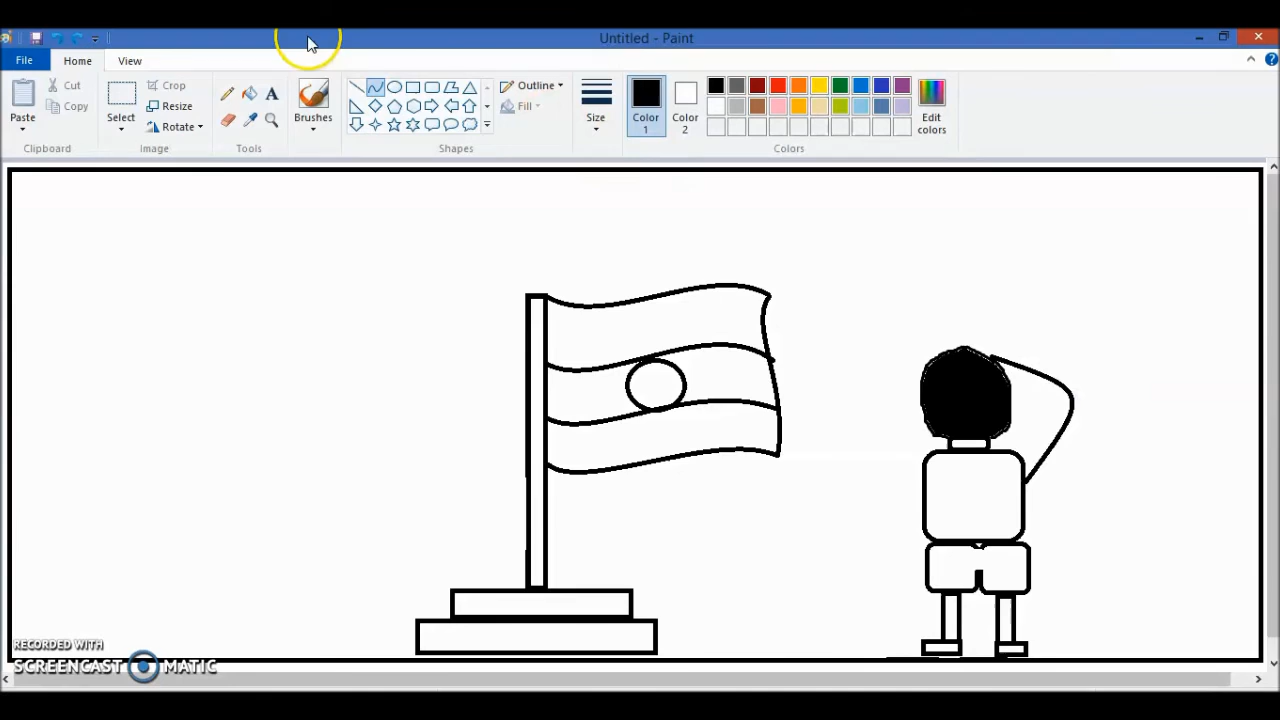 Untitled - Paint
File
Home
View
Paste
Cut
Copy
Clipboard
Select
Crop
Resize
Rotate
Image
A
Tools
Brushes
Shapes
Outline
Fill
Size
Color
1
Color
2
Edit
colors
Colors
RECORDED WITH
SCREENCAST MATIC